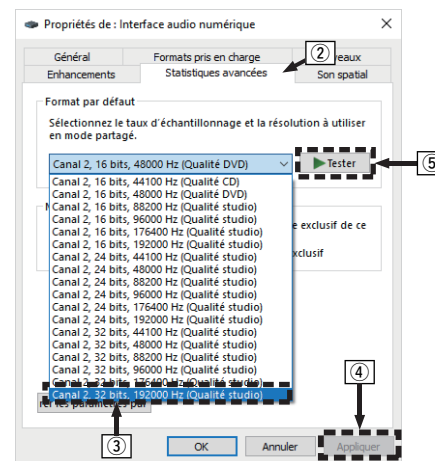 Propriétés de : Interface audio numérique
Général Formats pris en charge veaux
②
Enhancements Statistiques avancées Son spatial
Format par défaut
Sélectionnez le taux d'échantillonnage et la résolution à utiliser
en mode partagé.
Canal 2, 16 bits, 48000 Hz (Qualité DVD) Tester
⑤
Canal 2, 16 bits, 44100 Hz (Qualité CD)
Canal 2, 16 bits, 48000 Hz (Qualité DVD)
Canal 2, 16 bits, 88200 Hz (Qualité studio)
Canal 2, 16 bits, 96000 Hz (Qualité studio)
e exclusif de ce
Canal 2, 16 bits, 176400 Hz (Qualité studio)
Canal 2, 16 bits, 192000 Hz (Qualité studio)
xclusif
Canal 2, 24 bits, 44100 Hz (Qualité studio)
Canal 2, 24 bits, 48000 Hz (Qualité studio)
Canal 2, 24 bits, 88200 Hz (Qualité studio)
Canal 2, 24 bits, 96000 Hz (Qualité studio)
Canal 2, 24 bits, 176400 Hz (Qualité studio)
Canal 2, 24 bits, 192000 Hz (Qualité studio)
Canal 2, 32 bits, 44100 Hz (Qualité studio)
Canal 2, 32 bits, 48000 Hz (Qualité studio)
Canal 2, 32 bits, 88200 Hz (Qualité studio)
Canal 2, 32 bits, 96000 Hz (Qualité studio)
Canal 2, 32 bits, 176400 Hz (Qualité studio)
Canal 2, 32 bits, 192000 Hz (Qualité studio)
④
③
OK Annuler Appliquer